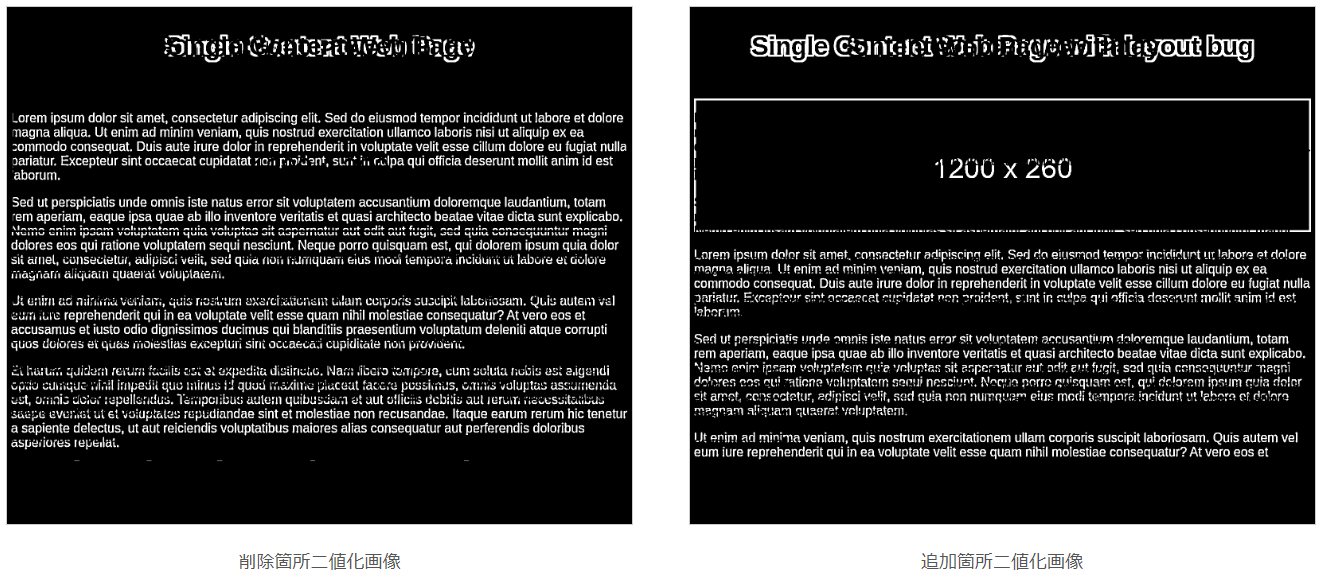 Single Content Web Page
Lorem ipsum dolor sit amet, consectetur adipiscing elit. Sed do eiusmod tempor incididunt ut labore et dolore
magna aliqua. Ut enim ad minim veniam, quis nostrud exercitation ullamco laboris nisi ut aliquip ex ea
commodo consequat. Duis aute irure dolor in reprehenderit in voluptate velit esse cillum dolore eu fugiat nulla
pariatur. Excepteur sint occaecat cupidatat non proident, sunt in culpa qui officia deserunt mollit anim id est
laborum.
Sed ut perspiciatis unde omnis iste natus error sit voluptatem accusantium doloremque laudantium, totam
rem aperiam, eaque ipsa quae ab illo inventore veritatis et quasi architecto beatae vitae dicta sunt explicabo.
Nemo enim ipsam voluptatem quia voluptas sit aspernatur aut odit aut fugit, sed quia consequuntur magni
dolores eos qui ratione voluptatem sequi nesciunt. Neque porro quisquam est, qui dolorem ipsum quia dolor
sit amet, consectetur, adipisci velit, sed quia non numquam eius modi tempora incidunt ut labore et dolore
magnam aliquam quaerat voluptatem.
Ut enim ad minima veniam, quis nostrum exercitationem ullam corporis suscipit laboriosam. Quis autem vel
eum iure reprehenderit qui in ea voluptate velit esse quam nihil molestiae consequatur? At vero eos et
accusamus et iusto odio dignissimos ducimus qui blanditiis praesentium voluptatum deleniti atque corrupti
quos dolores et quas molestias excepturi sint occaecati cupiditate non provident.
Et harum quidem rerum facilis est et expedita distinctio. Nam libero tempore, cum soluta nobis est eligendi
optio cumque nihil impedit quo minus id quod maxime placeat facere possimus, omnis voluptas assumenda
est, omnis dolor repellendus. Temporibus autem quibusdam et aut officiis debitis aut rerum necessitatibus
saepe eveniet ut et voluptates repudiandae sint et molestiae non recusandae. Itaque earum rerum hic tenetur
a sapiente delectus, ut aut reiciendis voluptatibus maiores alias consequatur aut perferendis doloribus
asperiores repellat.
削除箇所二値化画像
Single Content Web Page with layout bug
1200 x 260
Lorem ipsum dolor sit amet, consectetur adipiscing elit. Sed do eiusmod tempor incididunt ut labore et dolore
magna aliqua. Ut enim ad minim veniam, quis nostrud exercitation ullamco laboris nisi ut aliquip ex ea
commodo consequat. Duis aute irure dolor in reprehenderit in voluptate velit esse cillum dolore eu fugiat nulla
pariatur. Excepteur sint occaecat cupidatat non proident, sunt in culpa qui officia deserunt mollit anim id est
laborum.
Sed ut perspiciatis unde omnis iste natus error sit voluptatem accusantium doloremque laudantium, totam
rem aperiam, eaque ipsa quae ab illo inventore veritatis et quasi architecto beatae vitae dicta sunt explicabo.
Nemo enim ipsam voluptatem quia voluptas sit aspernatur aut odit aut fugit, sed quia consequuntur magni
dolores eos qui ratione voluptatem sequi nesciunt. Neque porro quisquam est, qui dolorem ipsum quia dolor
sit amet, consectetur, adipisci velit, sed quia non numquam eius modi tempora incidunt ut labore et dolore
magnam aliquam quaerat voluptatem.
Ut enim ad minima veniam, quis nostrum exercitationem ullam corporis suscipit laboriosam. Quis autem vel
eum iure reprehenderit qui in ea voluptate velit esse quam nihil molestiae consequatur? At vero eos et
追加箇所二値化画像